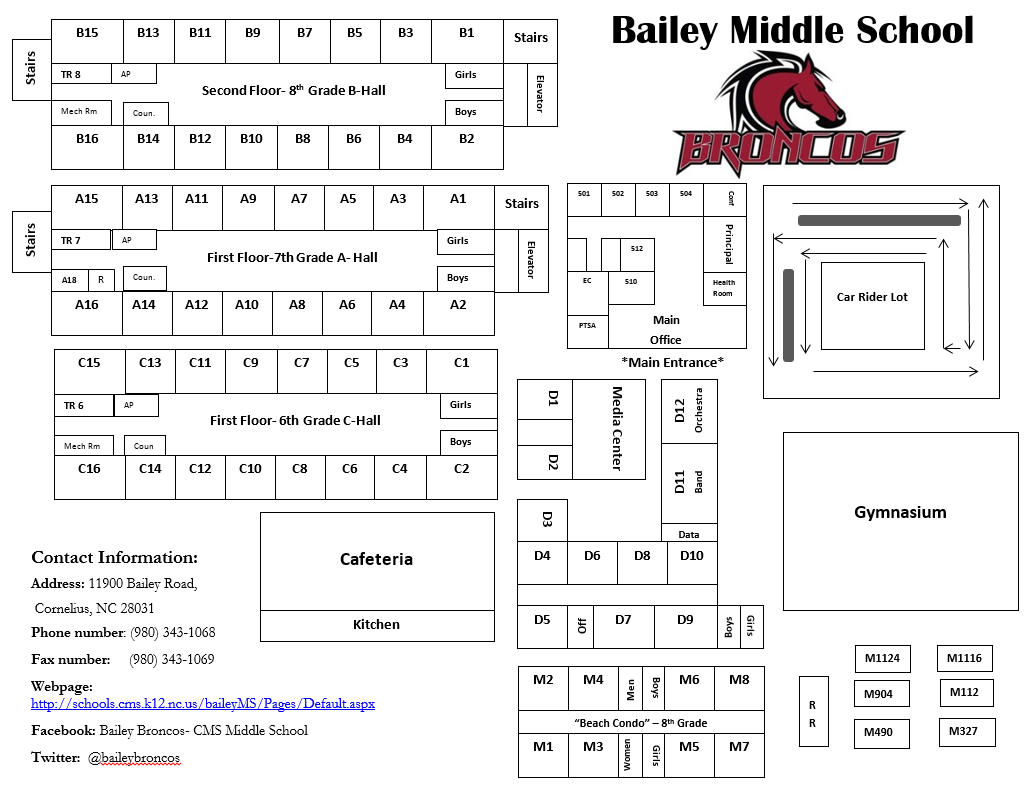 Bailey Middle School
BRONCOS
B15 B13 B11 B9 B7 B5 B3 B1 Stairs
Stairs
TR 8 AP Girls Elevator
Second Floor- 8th Grade B-Hall
Mech Rm Coun. Boys
B16 B14 B12 B10 B8 B6 B4 B2
A15 A13 A11 A9 A7 A5 A3 A1 Stairs
Stairs
TR 7 AP Girls Elevator
First Floor-7th Grade A- Hall
A18 R Coun. Boys
A16 A14 A12 A10 A8 A6 A4 A2
C15 C13 C11 C9 C7 C5 C3 C1
TR 6 AP Girls
First Floor- 6th Grade C-Hall
Mech Rm Coun Boys
C16 C14 C12 C10 C8 C6 C4 C2
501 502 503 504 Conf
Principal
512
EC 510 Health
Room
PTSA Main
Office
*Main Entrance*
Car Rider Lot
D1 Media Center D12 Orchestra
D2 D11 Band
D3 Data
D4 D6 D8 D10
D5 Off D7 D9 Boys Girls
Gymnasium
Cafeteria
Kitchen
M2 M4 Men Boys M6 M8
“Beach Condo” – 8th Grade
M1 M3 Women Girls M5 M7
R
R
M1124 M1116
M904 M112
M490 M327
Contact Information:
Address: 11900 Bailey Road,
Cornelius, NC 28031
Phone number: (980) 343-1068
Fax number: (980) 343-1069
Webpage:
http://schools.cms.k12.nc.us/baileyMS/Pages/Default.aspx
Facebook: Bailey Broncos- CMS Middle School
Twitter: @baileybroncos